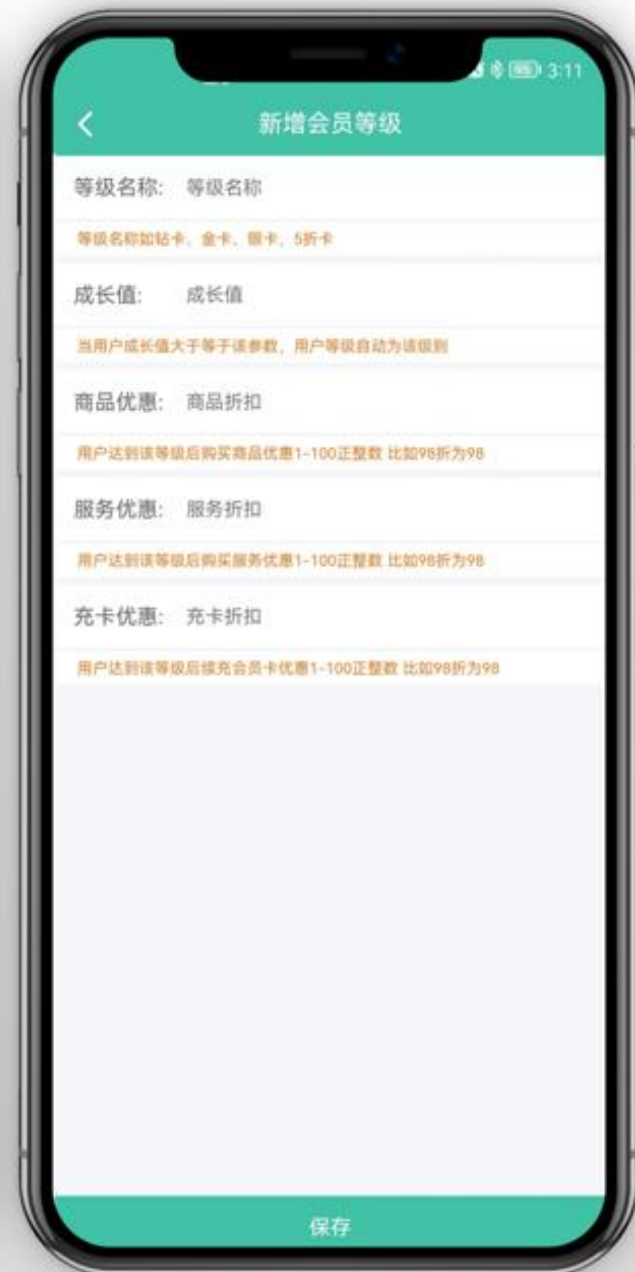 3:11
新增会员等级
等级名称: 等级名称
等级名称如钻卡、金卡、银卡，5折卡
成长值: 成长值
当用户成长值大于等于该参数，用户等级自动为该级别
商品优惠: 商品折扣
用户达到该等级后购买商品优惠1-100正整数 比如98折为98
服务优惠: 服务折扣
用户达到该等级后购买服务优惠1-100正整数 比如98折为98
充卡优惠: 充卡折扣
用户达到该等级后续充会员卡优惠1-100正整数 比如98折为98
保存